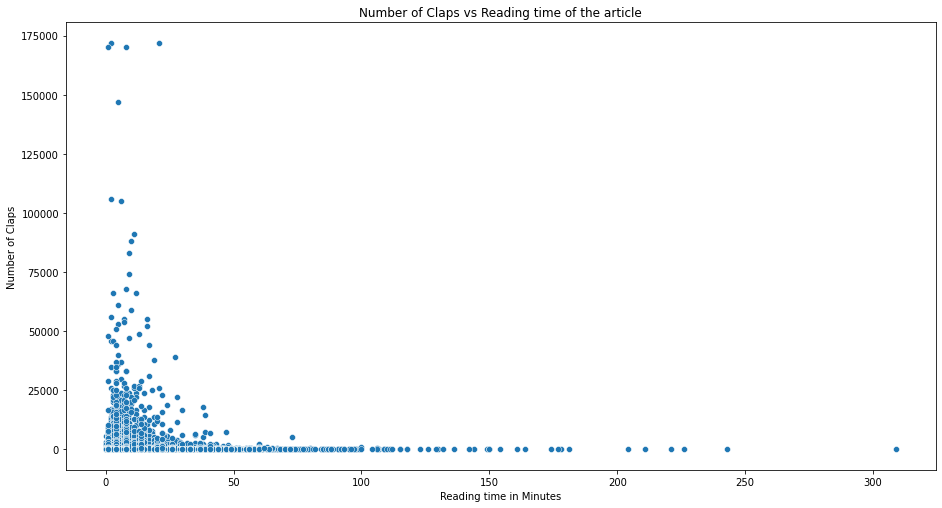 Number of Claps vs Reading time of the article
175000
150000
125000
100000
75000
50000
25000
0
Number of Claps
0 50 100 150 200 250 300
Reading time in Minutes